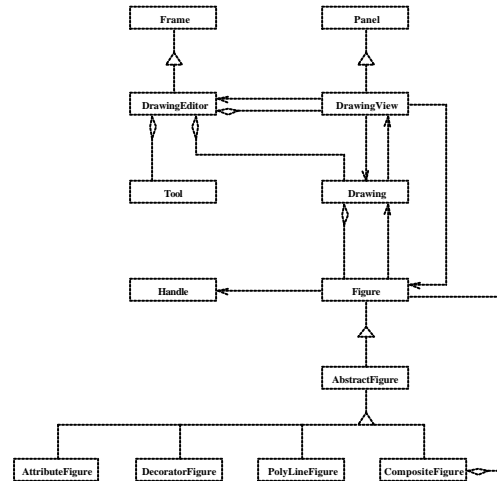 Frame
Panel
DrawingEditor
DrawingView
Tool
Drawing
Handle
Figure
AbstractFigure
AttributeFigure
DecoratorFigure
PolyLineFigure
CompositeFigure